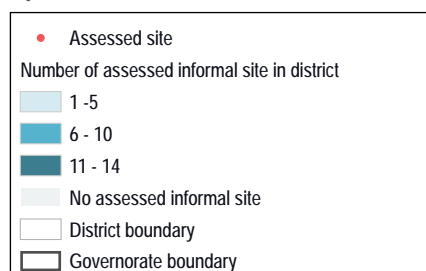 Assessed site
Number of assessed informal site in district
1 -5
6 - 10
11 - 14
No assessed informal site
District boundary
Governorate boundary